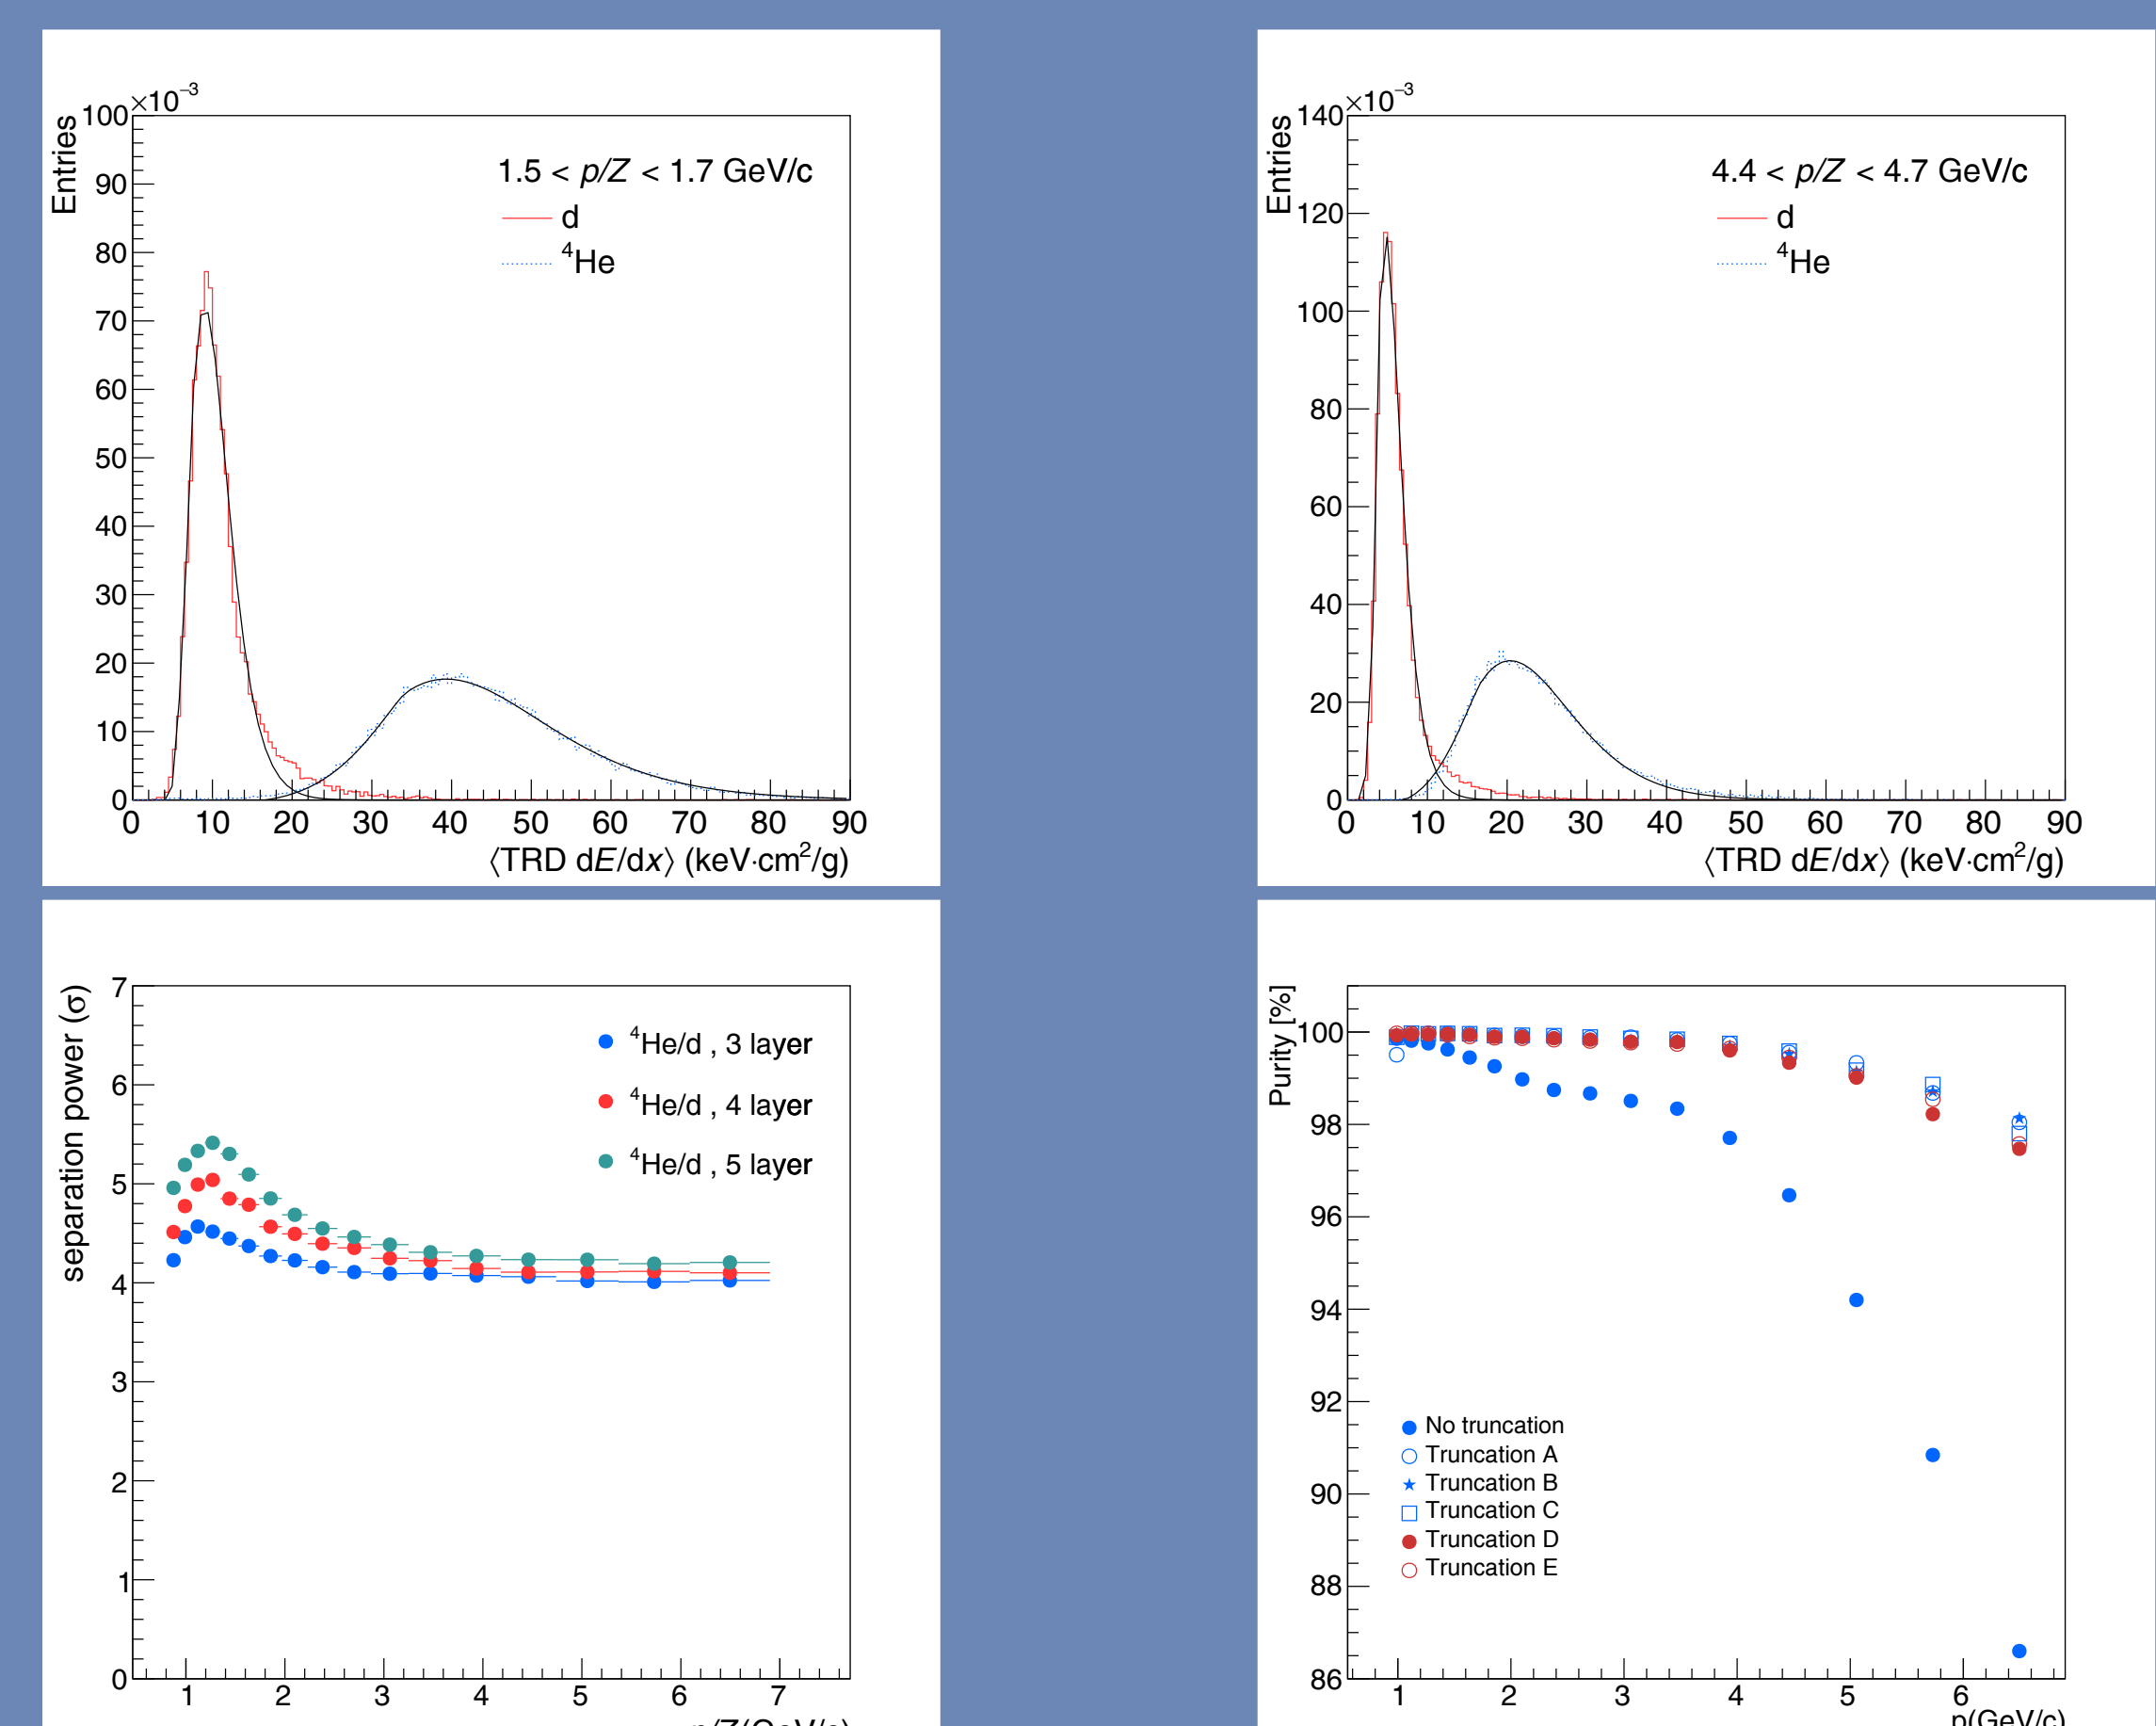 ×10⁻³
Entries
100
90
80
70
60
50
40
30
20
10
0
1.5 < p/Z < 1.7 GeV/c
d
⁴He
0 10 20 30 40 50 60 70 80 90
⟨TRD dE/dx⟩ (keV·cm²/g)
×10⁻³
Entries
140
120
100
80
60
40
20
0
4.4 < p/Z < 4.7 GeV/c
d
⁴He
0 10 20 30 40 50 60 70 80 90
⟨TRD dE/dx⟩ (keV·cm²/g)
separation power (σ)
7
6
5
4
3
2
1
0
⁴He/d , 3 layer
⁴He/d , 4 layer
⁴He/d , 5 layer
1 2 3 4 5 6 7
p/Z(GeV/c)
Purity [%]
100
98
96
94
92
90
88
86
No truncation
Truncation A
Truncation B
Truncation C
Truncation D
Truncation E
1 2 3 4 5 6
p(GeV/c)